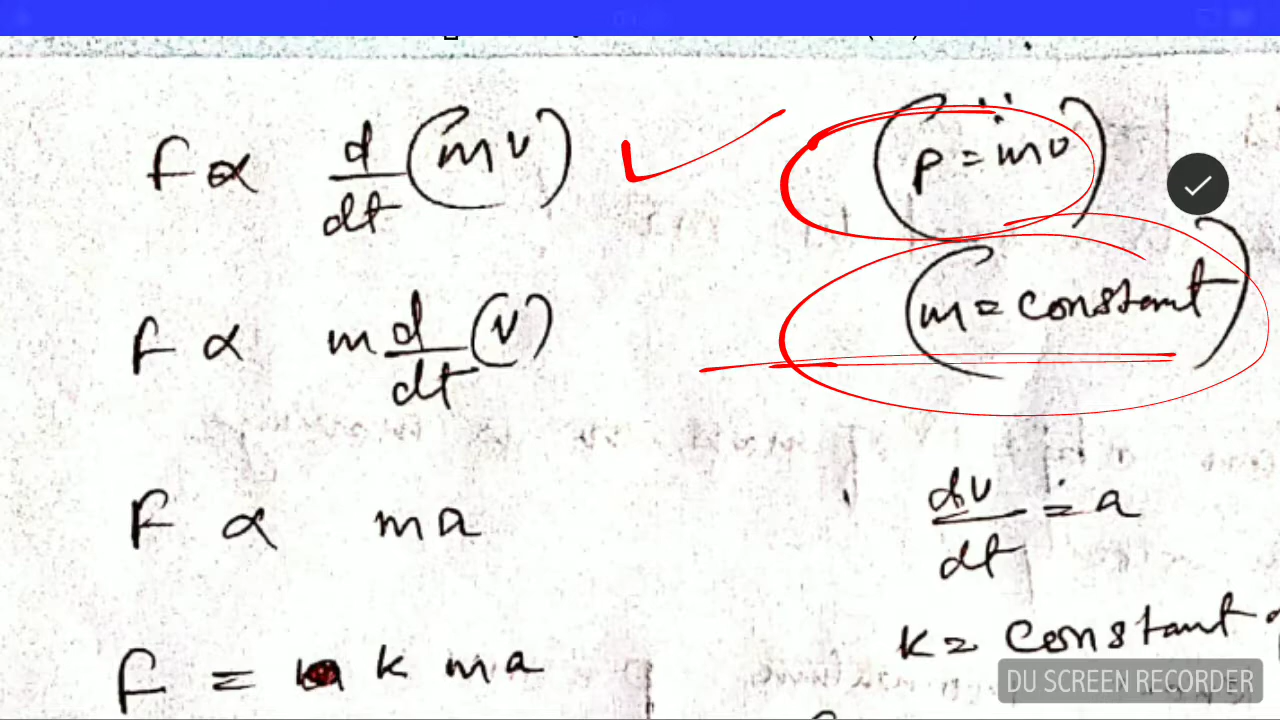 F ∝ d/dt (mv) (p = mv)
F ∝ m d/dt (v) (m = constant)
F ∝ ma dv/dt = a
F = k ma k = constant
DU SCREEN RECORDER